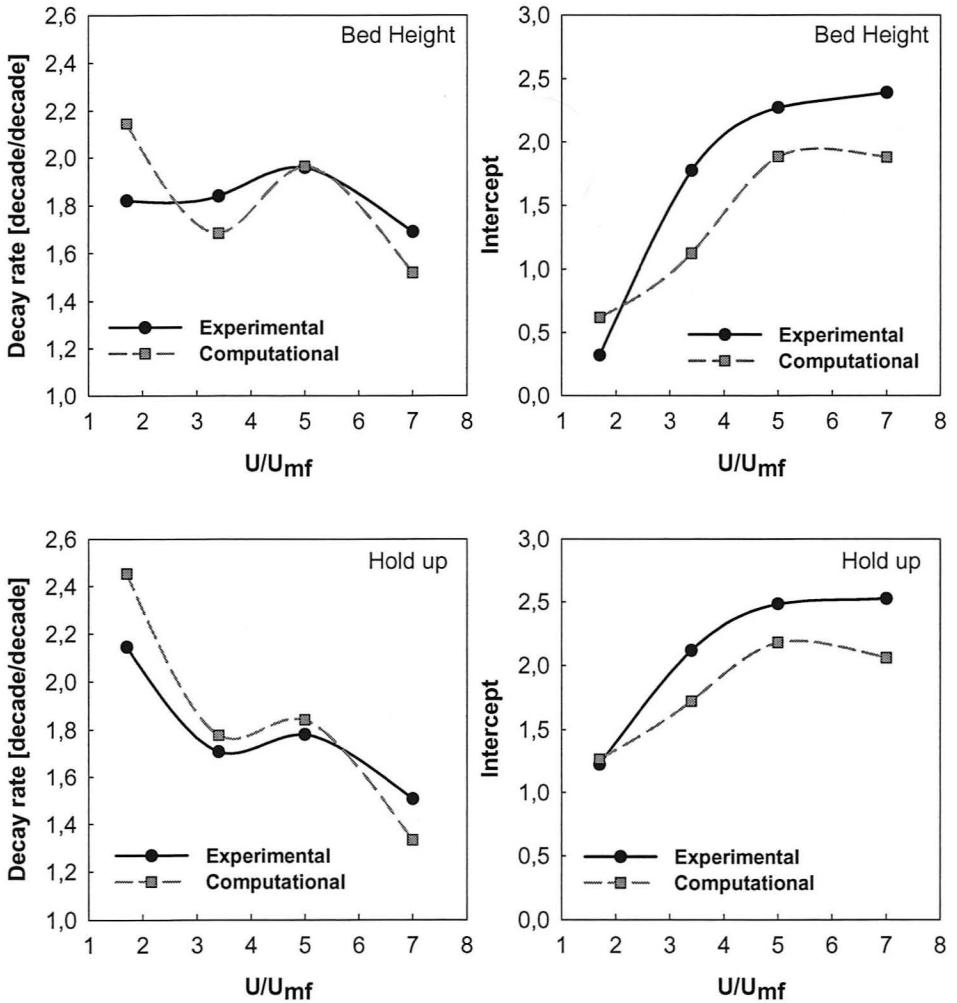 Bed Height
Decay rate [decade/decade]
2,6
2,4
2,2
2,0
1,8
1,6
1,4
1,2
1,0
Experimental
Computational
1 2 3 4 5 6 7 8
U/Umf
Bed Height
Intercept
3,0
2,5
2,0
1,5
1,0
0,5
0,0
Experimental
Computational
1 2 3 4 5 6 7 8
U/Umf
Hold up
Decay rate [decade/decade]
2,6
2,4
2,2
2,0
1,8
1,6
1,4
1,2
1,0
Experimental
Computational
1 2 3 4 5 6 7 8
U/Umf
Hold up
Intercept
3,0
2,5
2,0
1,5
1,0
0,5
0,0
Experimental
Computational
1 2 3 4 5 6 7 8
U/Umf